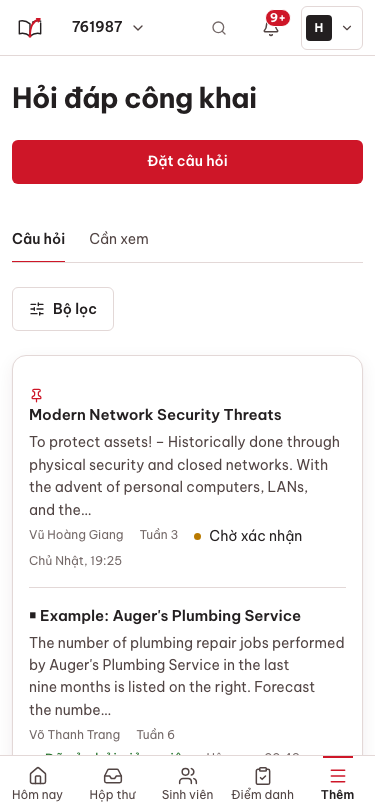 761987
9+
H
Hỏi đáp công khai
Đặt câu hỏi
Câu hỏi
Cần xem
Bộ lọc
Modern Network Security Threats
To protect assets! – Historically done through
physical security and closed networks. With
the advent of personal computers, LANs,
and the…
Vũ Hoàng Giang
Tuần 3
Chờ xác nhận
Chủ Nhật, 19:25
▪ Example: Auger's Plumbing Service
The number of plumbing repair jobs performed
by Auger's Plumbing Service in the last
nine months is listed on the right. Forecast
the numbe…
Võ Thanh Trang
Tuần 6
Hôm nay
Hộp thư
Sinh viên
Điểm danh
Thêm